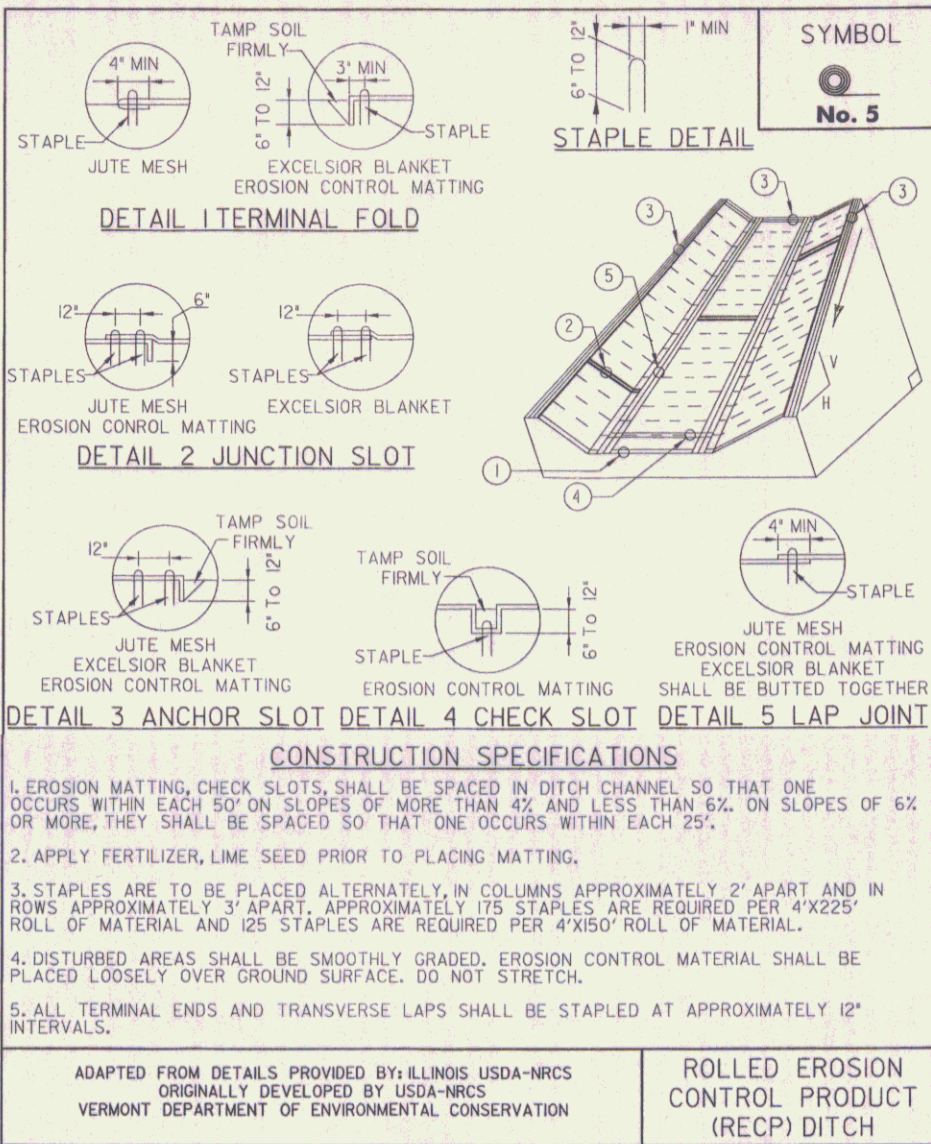 TAMP SOIL
FIRMLY
4" MIN
3" MIN
6" TO 12"
STAPLE
STAPLE
JUTE MESH
EXCELSIOR BLANKET
EROSION CONTROL MATTING
DETAIL 1 TERMINAL FOLD
1" MIN
6" TO 12"
STAPLE DETAIL
SYMBOL
No. 5
12"
6"
STAPLES
JUTE MESH
EROSION CONROL MATTING
12"
STAPLES
EXCELSIOR BLANKET
DETAIL 2 JUNCTION SLOT
3
3
3
5
2
1
4
V
H
TAMP SOIL
FIRMLY
12"
6" To 12"
STAPLES
JUTE MESH
EXCELSIOR BLANKET
EROSION CONTROL MATTING
DETAIL 3 ANCHOR SLOT
TAMP SOIL
FIRMLY
6" To 12"
STAPLE
EROSION CONTROL MATTING
DETAIL 4 CHECK SLOT
4" MIN
STAPLE
JUTE MESH
EROSION CONTROL MATTING
EXCELSIOR BLANKET
SHALL BE BUTTED TOGETHER
DETAIL 5 LAP JOINT
CONSTRUCTION SPECIFICATIONS
1. EROSION MATTING, CHECK SLOTS, SHALL BE SPACED IN DITCH CHANNEL SO THAT ONE
OCCURS WITHIN EACH 50' ON SLOPES OF MORE THAN 4% AND LESS THAN 6%. ON SLOPES OF 6%
OR MORE, THEY SHALL BE SPACED SO THAT ONE OCCURS WITHIN EACH 25'.
2. APPLY FERTILIZER, LIME SEED PRIOR TO PLACING MATTING.
3. STAPLES ARE TO BE PLACED ALTERNATELY, IN COLUMNS APPROXIMATELY 2' APART AND IN
ROWS APPROXIMATELY 3' APART. APPROXIMATELY 175 STAPLES ARE REQUIRED PER 4'X225'
ROLL OF MATERIAL AND 125 STAPLES ARE REQUIRED PER 4'X150' ROLL OF MATERIAL.
4. DISTURBED AREAS SHALL BE SMOOTHLY GRADED. EROSION CONTROL MATERIAL SHALL BE
PLACED LOOSELY OVER GROUND SURFACE. DO NOT STRETCH.
5. ALL TERMINAL ENDS AND TRANSVERSE LAPS SHALL BE STAPLED AT APPROXIMATELY 12"
INTERVALS.
ADAPTED FROM DETAILS PROVIDED BY: ILLINOIS USDA-NRCS
ORIGINALLY DEVELOPED BY USDA-NRCS
VERMONT DEPARTMENT OF ENVIRONMENTAL CONSERVATION
ROLLED EROSION
CONTROL PRODUCT
(RECP) DITCH